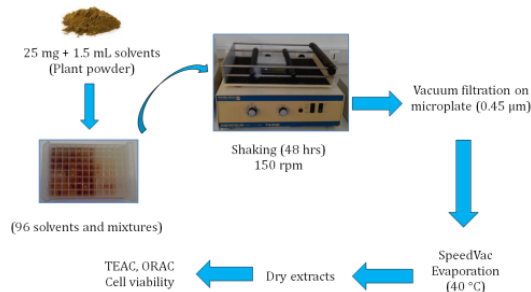 25 mg + 1.5 mL solvents
(Plant powder)
(96 solvents and mixtures)
Shaking (48 hrs)
150 rpm
Vacuum filtration on
microplate (0.45 μm)
SpeedVac
Evaporation
(40 °C)
Dry extracts
TEAC, ORAC
Cell viability